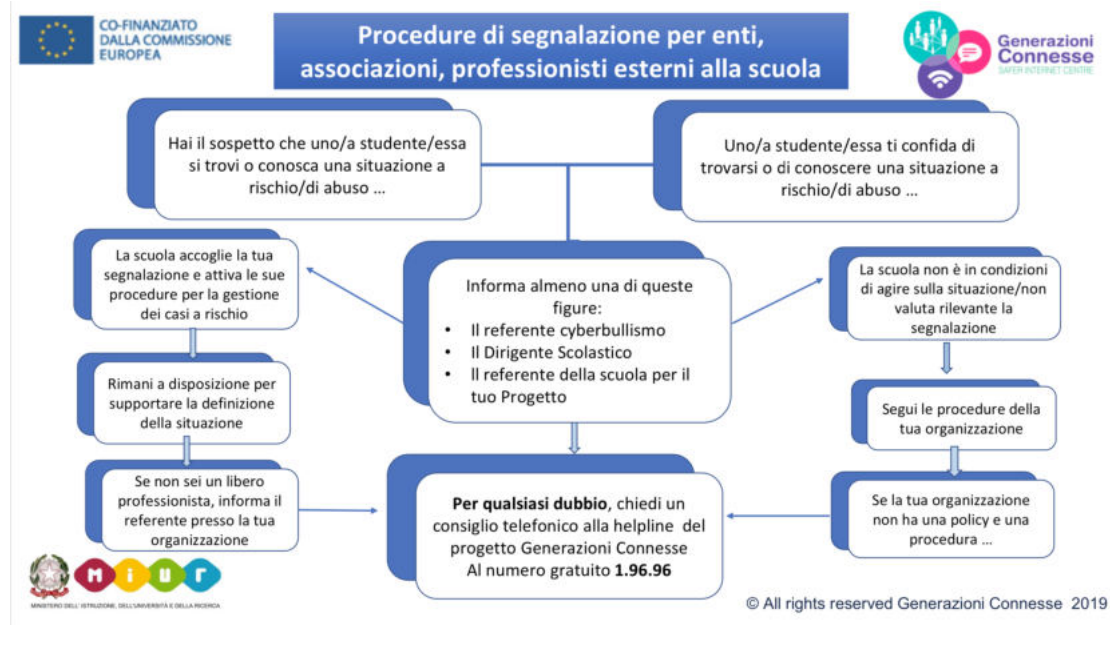 CO-FINANZIATO
DALLA COMMISSIONE
EUROPEA
Procedure di segnalazione per enti,
associazioni, professionisti esterni alla scuola
Generazioni
Connesse
SAFER INTERNET CENTRE
Hai il sospetto che uno/a studente/essa
si trovi o conosca una situazione a
rischio/di abuso ...
Uno/a studente/essa ti confida di
trovarsi o di conoscere una situazione a
rischio/di abuso ...
La scuola accoglie la tua
segnalazione e attiva le sue
procedure per la gestione
dei casi a rischio
Informa almeno una di queste
figure:
• Il referente cyberbullismo
• Il Dirigente Scolastico
• Il referente della scuola per il
tuo Progetto
La scuola non è in condizioni
di agire sulla situazione/non
valuta rilevante la
segnalazione
Rimani a disposizione per
supportare la definizione
della situazione
Segui le procedure della
tua organizzazione
Se non sei un libero
professionista, informa il
referente presso la tua
organizzazione
Per qualsiasi dubbio, chiedi un
consiglio telefonico alla helpline del
progetto Generazioni Connesse
Al numero gratuito 1.96.96
Se la tua organizzazione
non ha una policy e una
procedura ...
MIUR
MINISTERO DELL'ISTRUZIONE, DELL'UNIVERSITÀ E DELLA RICERCA
© All rights reserved Generazioni Connesse 2019